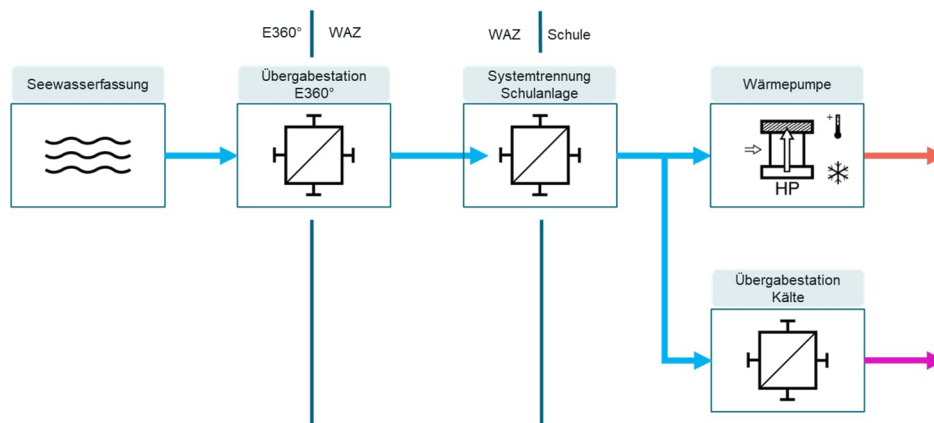 E360° WAZ
WAZ Schule
Seewasserfassung
Übergabestation
E360°
Systemtrennung
Schulanlage
Wärmepumpe
+
HP
Übergabestation
Kälte